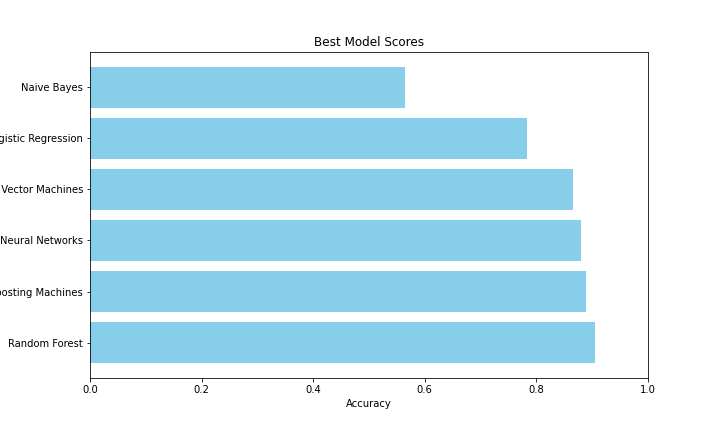 Best Model Scores
Naive Bayes
gistic Regression
Vector Machines
Neural Networks
osting Machines
Random Forest
0.0 0.2 0.4 0.6 0.8 1.0
Accuracy